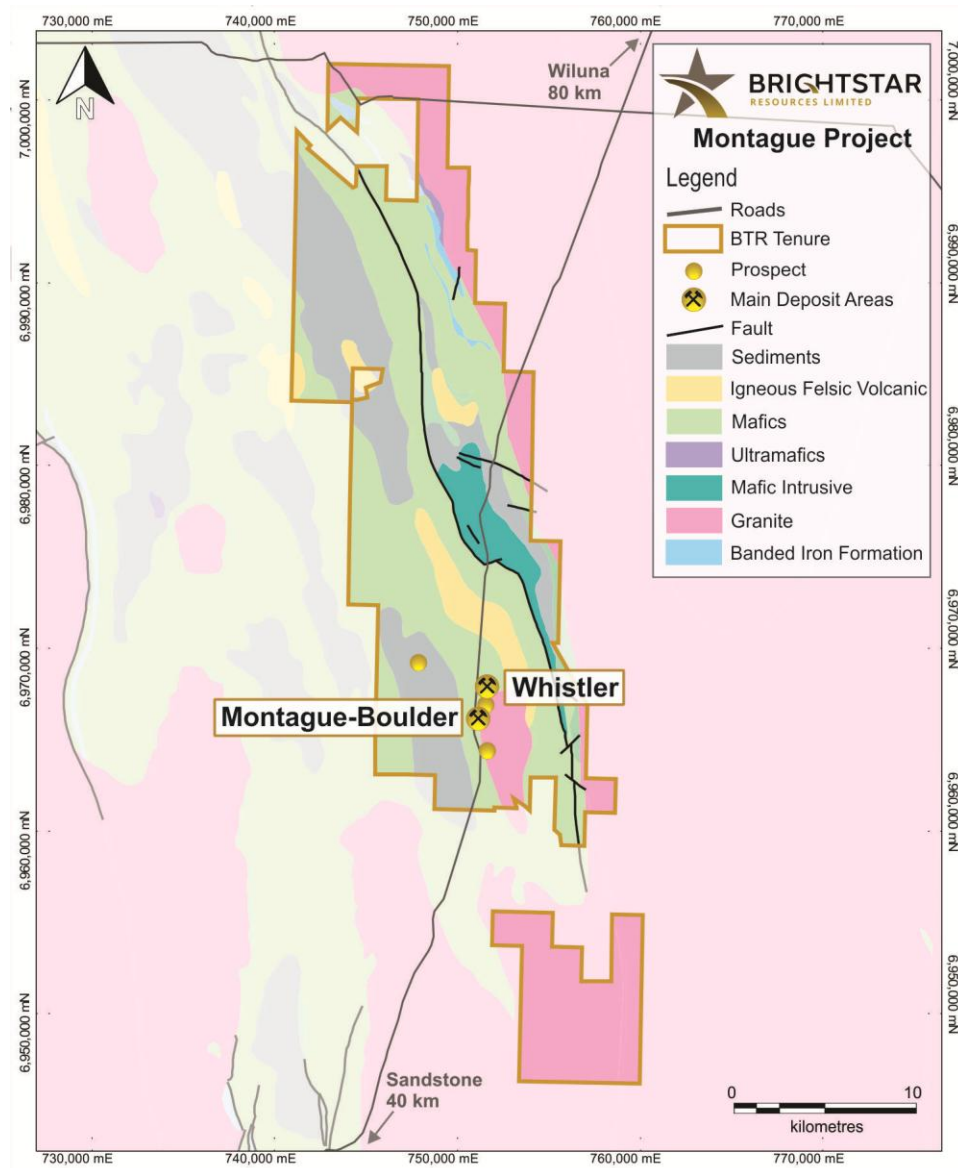 730,000 mE
740,000 mE
750,000 mE
760,000 mE
770,000 mE
N
Wiluna
80 km
BRIGHTSTAR
RESOURCES LIMITED
Montague Project
Legend
Roads
BTR Tenure
Prospect
Main Deposit Areas
Fault
Sediments
Igneous Felsic Volcanic
Mafics
Ultramafics
Mafic Intrusive
Granite
Banded Iron Formation
7,000,000 mN
6,990,000 mN
6,980,000 mN
6,970,000 mN
6,960,000 mN
6,950,000 mN
Whistler
Montague-Boulder
7,000,000 mN
6,990,000 mN
6,980,000 mN
6,970,000 mN
6,960,000 mN
6,950,000 mN
Sandstone
40 km
0
10
kilometres
730,000 mE
740,000 mE
750,000 mE
760,000 mE
770,000 mE